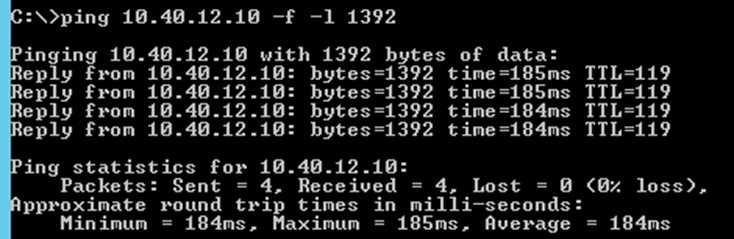 C:\>ping 10.40.12.10 -f -l 1392
Pinging 10.40.12.10 with 1392 bytes of data:
Reply from 10.40.12.10: bytes=1392 time=185ms TTL=119
Reply from 10.40.12.10: bytes=1392 time=185ms TTL=119
Reply from 10.40.12.10: bytes=1392 time=184ms TTL=119
Reply from 10.40.12.10: bytes=1392 time=184ms TTL=119
Ping statistics for 10.40.12.10:
Packets: Sent = 4, Received = 4, Lost = 0 (0% loss),
Approximate round trip times in milli-seconds:
Minimum = 184ms, Maximum = 185ms, Average = 184ms